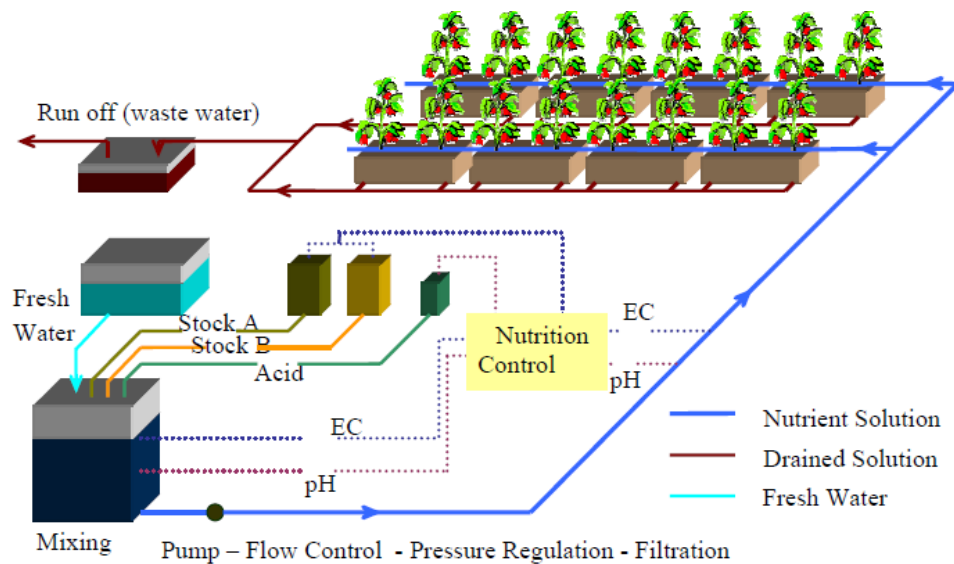 Run off (waste water)
Fresh
Water
Stock A
Stock B
Acid
Nutrition
Control
EC
pH
EC
pH
Nutrient Solution
Drained Solution
Fresh Water
Mixing
Pump – Flow Control - Pressure Regulation - Filtration